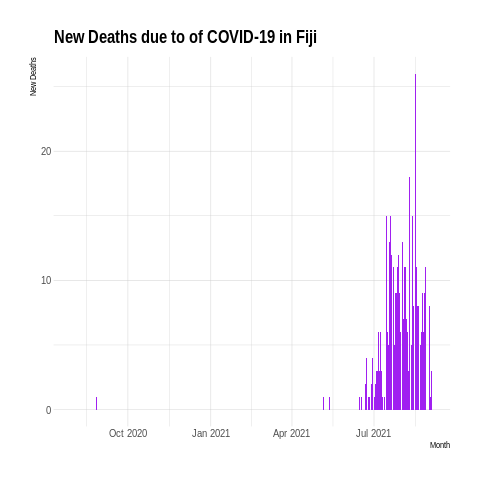 New Deaths due to of COVID-19 in Fiji
New Deaths
20
10
0
Oct 2020 Jan 2021 Apr 2021 Jul 2021
Month